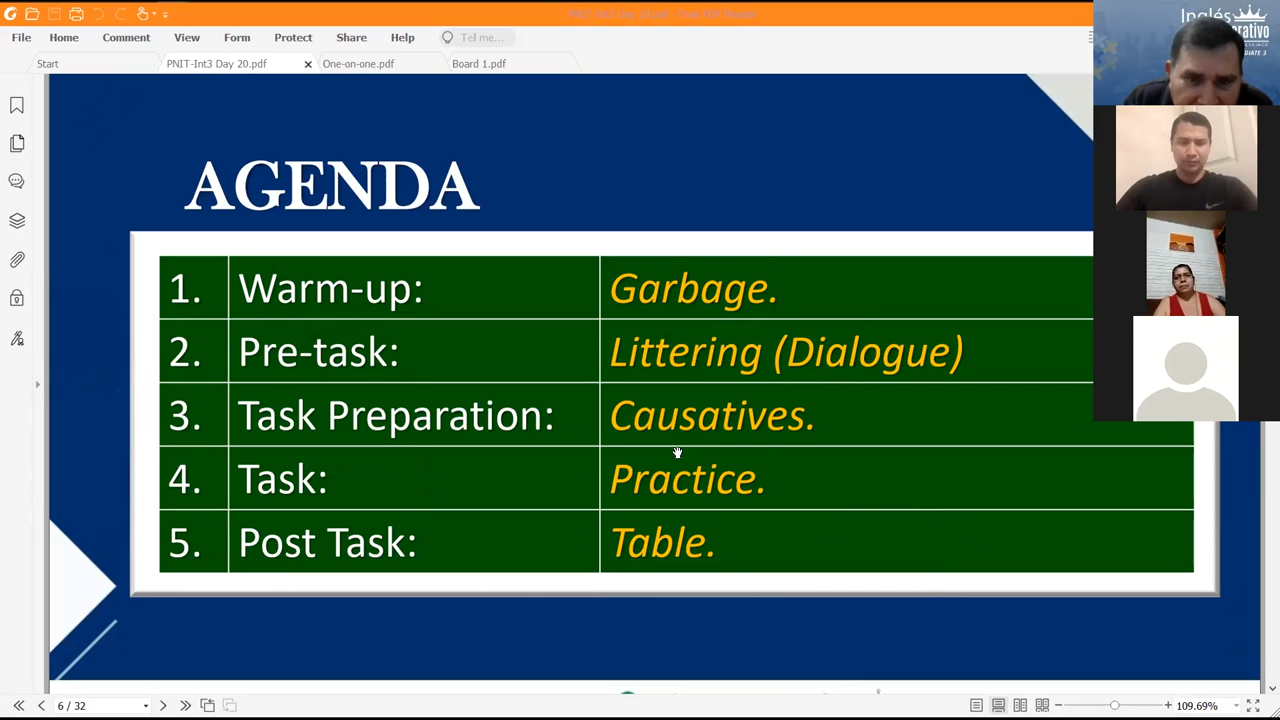 Inglés
File Home Comment View Form Protect Share Help Tell me...
Start PNIT-Int3 Day 20.pdf One-on-one.pdf Board 1.pdf
AGENDA
1. Warm-up: Garbage.
2. Pre-task: Littering (Dialogue)
3. Task Preparation: Causatives.
4. Task: Practice.
5. Post Task: Table.
6 / 32 109.69%